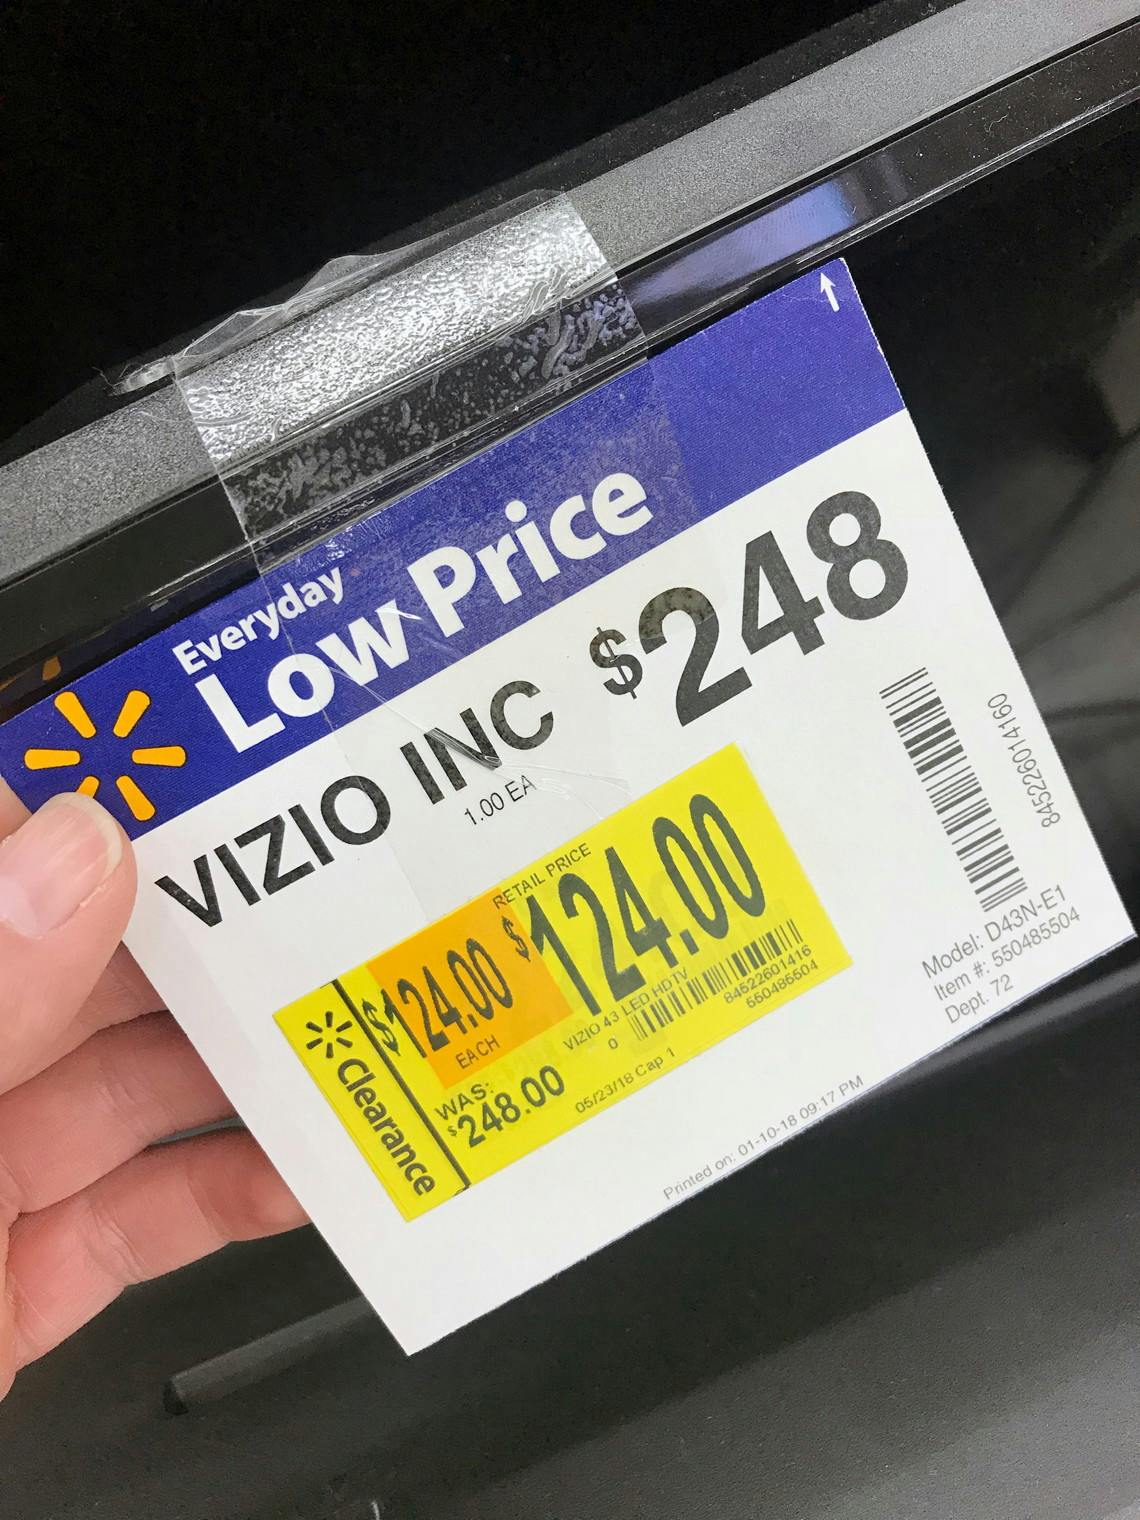 Everyday
Low Price
VIZIO INC $248
1.00 EA
845226014160
Model: D43N-E1
Item #: 550485504
Dept. 72
Clearance
RETAIL PRICE
$124.00
$124.00
EACH
WAS:
$248.00
VIZIO 43 LED HDTV
0
84522601416
550485504
05/23/18 Cap 1
Printed on: 01-10-18 09:17 PM